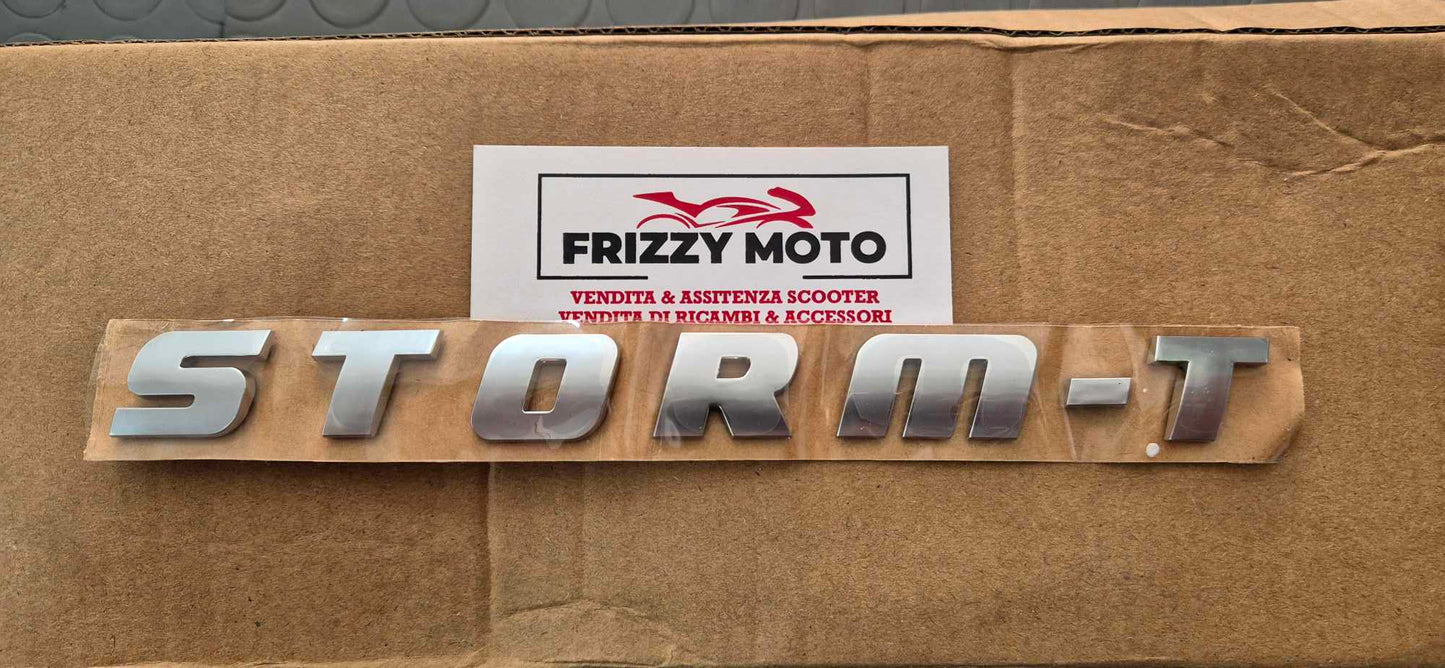 FRIZZY MOTO
VENDITA & ASSITENZA SCOOTER
VENDITA DI RICAMBI & ACCESSORI
STORM-T